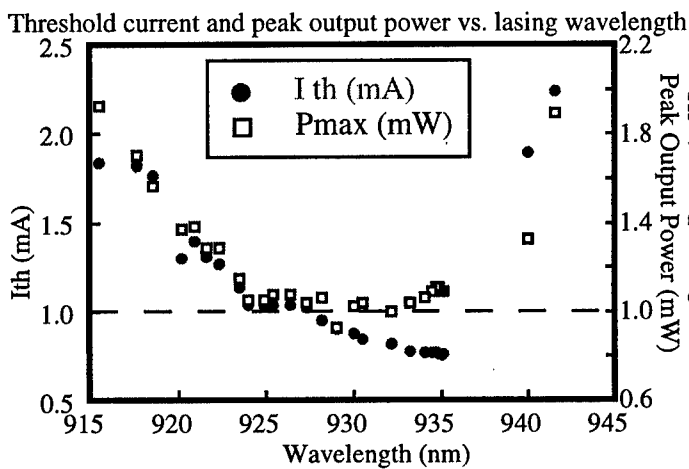 Threshold current and peak output power vs. lasing wavelength
2.5
2.0
1.5
1.0
0.5
Ith (mA)
I th (mA)
Pmax (mW)
2.2
1.8
1.4
1.0
0.6
Peak Output Power (mW)
915
920
925
930
935
940
945
Wavelength (nm)